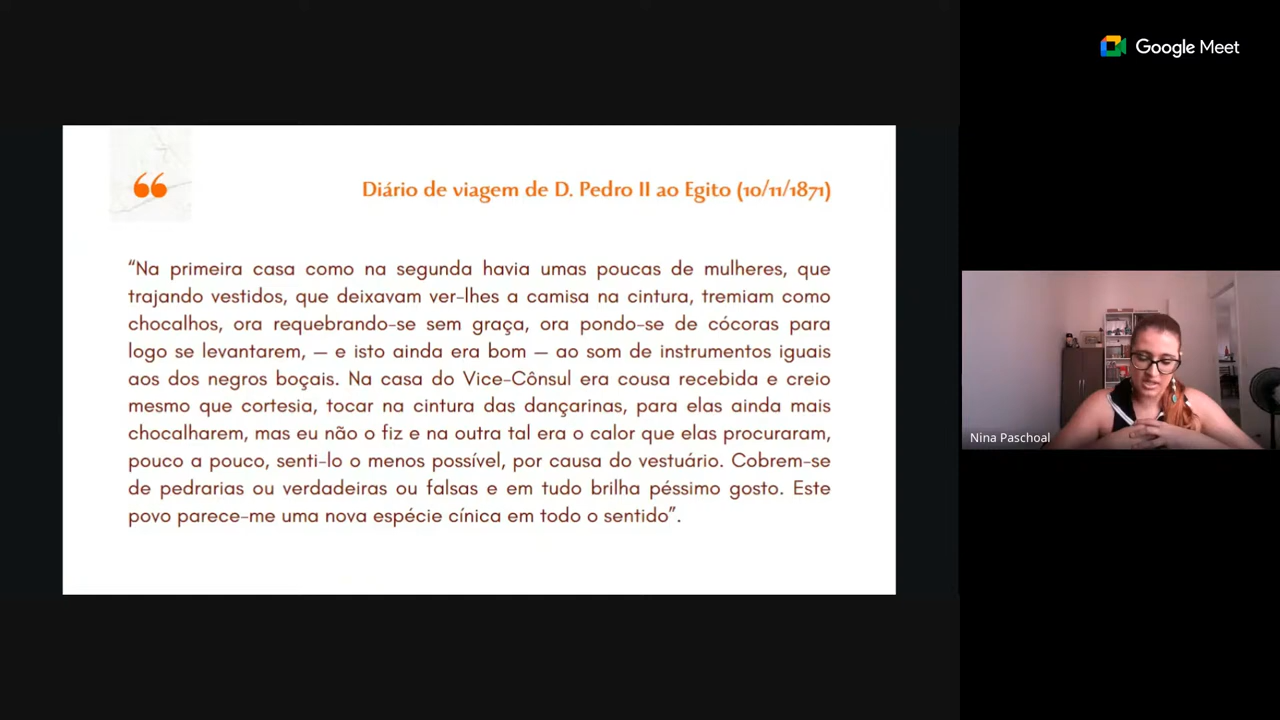 Google Meet
“
Diário de viagem de D. Pedro II ao Egito (10/11/1871)
“Na primeira casa como na segunda havia umas poucas de mulheres, que
trajando vestidos, que deixavam ver-lhes a camisa na cintura, tremiam como
chocalhos, ora requebrando-se sem graça, ora pondo-se de cócoras para
logo se levantarem, — e isto ainda era bom — ao som de instrumentos iguais
aos dos negros boçais. Na casa do Vice-Cônsul era cousa recebida e creio
mesmo que cortesia, tocar na cintura das dançarinas, para elas ainda mais
chocalharem, mas eu não o fiz e na outra tal era o calor que elas procuraram,
pouco a pouco, senti-lo o menos possível, por causa do vestuário. Cobrem-se
de pedrarias ou verdadeiras ou falsas e em tudo brilha péssimo gosto. Este
povo parece-me uma nova espécie cínica em todo o sentido”.
Nina Paschoal